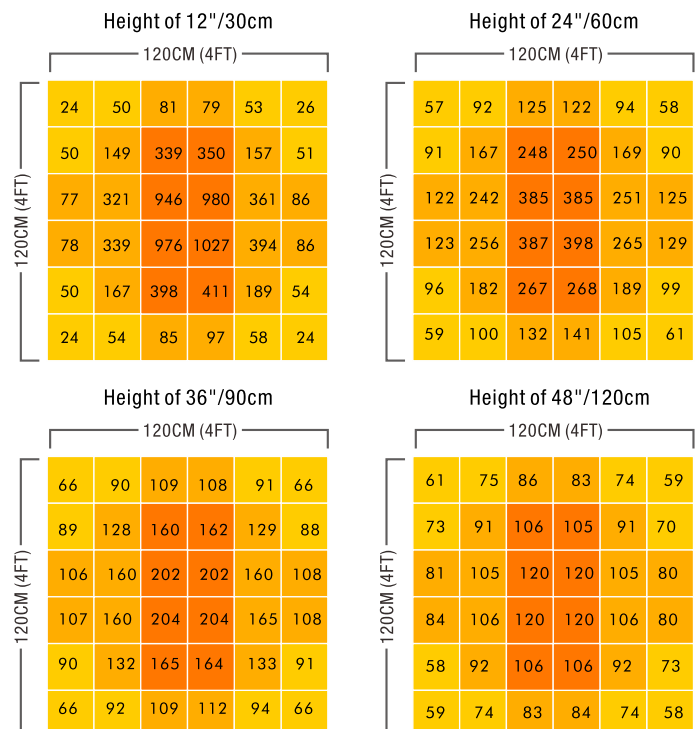 Height of 12"/30cm
120CM (4FT)
120CM (4FT)
24 50 81 79 53 26
50 149 339 350 157 51
77 321 946 980 361 86
78 339 976 1027 394 86
50 167 398 411 189 54
24 54 85 97 58 24
Height of 24"/60cm
120CM (4FT)
120CM (4FT)
57 92 125 122 94 58
91 167 248 250 169 90
122 242 385 385 251 125
123 256 387 398 265 129
96 182 267 268 189 99
59 100 132 141 105 61
Height of 36"/90cm
120CM (4FT)
120CM (4FT)
66 90 109 108 91 66
89 128 160 162 129 88
106 160 202 202 160 108
107 160 204 204 165 108
90 132 165 164 133 91
66 92 109 112 94 66
Height of 48"/120cm
120CM (4FT)
120CM (4FT)
61 75 86 83 74 59
73 91 106 105 91 70
81 105 120 120 105 80
84 106 120 120 106 80
58 92 106 106 92 73
59 74 83 84 74 58